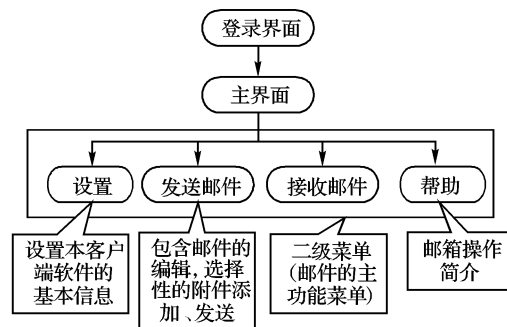 登录界面
主界面
设置
发送邮件
接收邮件
帮助
设置本客户
端软件的
基本信息
包含邮件的
编辑,选择
性的附件添
加、发送
二级菜单
(邮件的主
功能菜单)
邮箱操作
简介